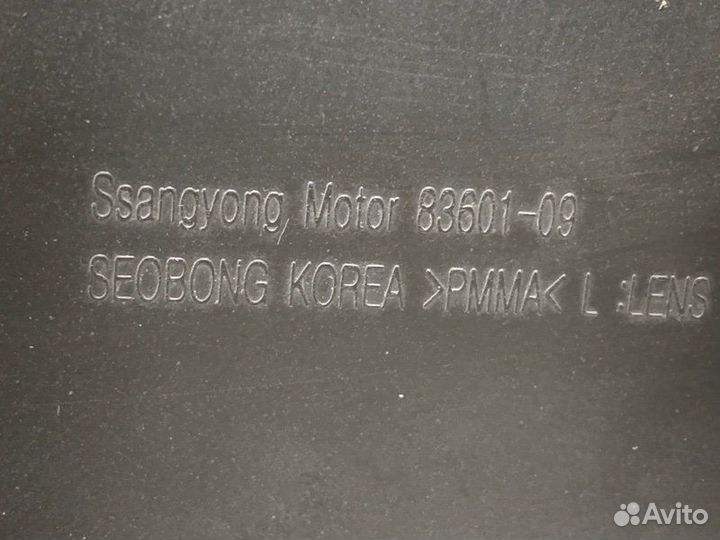 Ssangyong Motor 83601-09
SEOBONG KOREA >PMMA< L :LENS
Avito